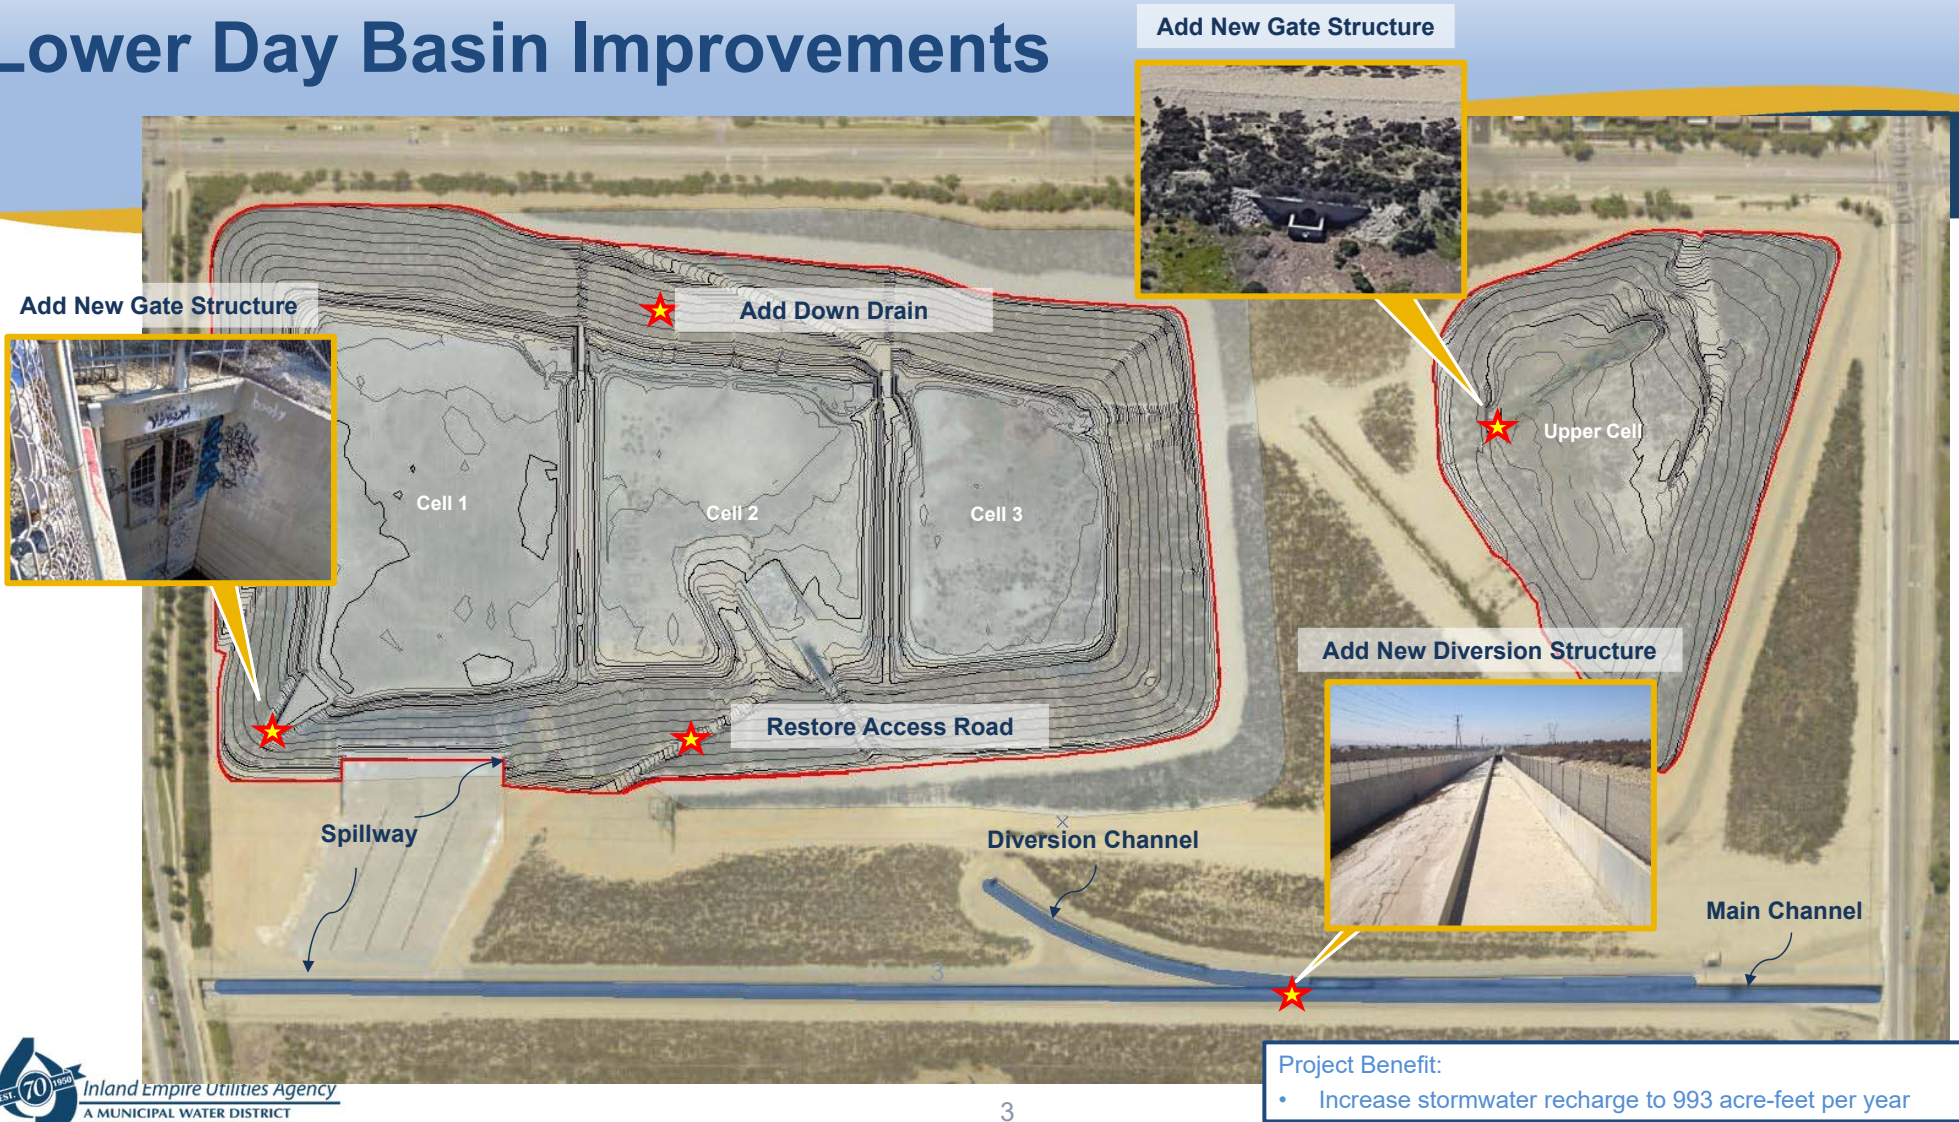 Lower Day Basin Improvements
Add New Gate Structure
Highland Ave
Add New Gate Structure
Add Down Drain
Upper Cell
Cell 1
Cell 2
Cell 3
Add New Diversion Structure
Restore Access Road
Spillway
Diversion Channel
Main Channel
3
EST. 70 1950
Inland Empire Utilities Agency
A MUNICIPAL WATER DISTRICT
3
Project Benefit:
• Increase stormwater recharge to 993 acre-feet per year